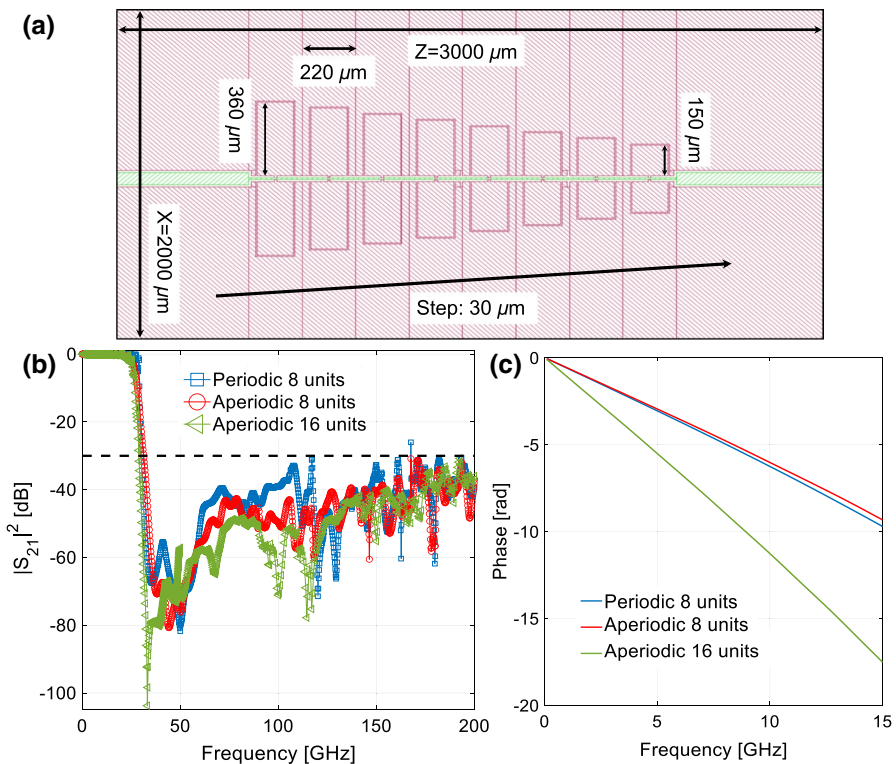 (a)
Z=3000 µm
220 µm
360 µm
150 µm
X=2000 µm
Step: 30 µm
(b)
0
-20
-40
-60
-80
-100
|S21|² [dB]
Periodic 8 units
Aperiodic 8 units
Aperiodic 16 units
0
50
100
150
200
Frequency [GHz]
(c)
0
-5
-10
-15
-20
Phase [rad]
Periodic 8 units
Aperiodic 8 units
Aperiodic 16 units
0
5
10
15
Frequency [GHz]